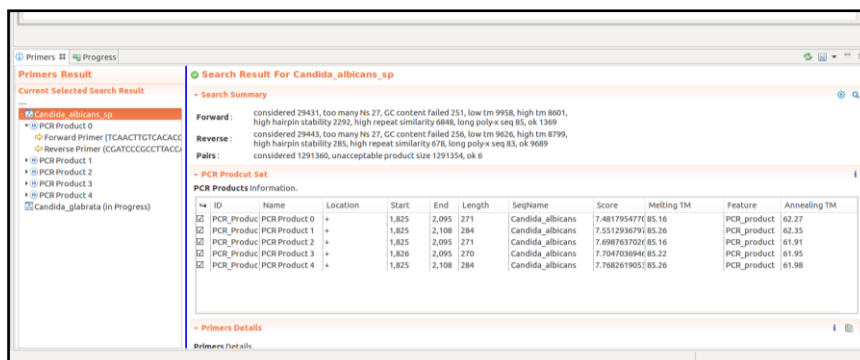 Primers
Progress
Primers Result
Current Selected Search Result
Candida_albicans_sp
PCR Product 0
Forward Primer (TCAACTTGTCACACC
Reverse Primer (CGATCCCGCTTACC
PCR Product 1
PCR Product 2
PCR Product 3
PCR Product 4
Candida_glabrata (in Progress)
Search Result For Candida_albicans_sp
Search Summary
Forward: considered 29431, too many Ns 27, GC content failed 251, low tm 9958, high tm 8601,
high hairpin stability 2292, high repeat similarity 6848, long poly-x seq 85, ok 1369
Reverse: considered 29443, too many Ns 27, GC content failed 256, low tm 9626, high tm 8799,
high hairpin stability 285, high repeat similarity 678, long poly-x seq 83, ok 9689
Pairs: considered 1291360, unacceptable product size 1291354, ok 6
PCR Prodcut Set
PCR Products Information.
ID Name Location Start End Length SeqName Score Melting TM Feature Annealing TM
PCR_Produc PCR Product 0 + 1,825 2,095 271 Candida_albicans 7.481795477 85.16 PCR_product 62.27
PCR_Produc PCR Product 1 + 1,825 2,108 284 Candida_albicans 7.551293679 85.26 PCR_product 62.35
PCR_Produc PCR Product 2 + 1,825 2,095 271 Candida_albicans 7.698763702 85.16 PCR_product 61.91
PCR_Produc PCR Product 3 + 1,826 2,095 270 Candida_albicans 7.704703694 85.22 PCR_product 61.95
PCR_Produc PCR Product 4 + 1,825 2,108 284 Candida_albicans 7.768261905 85.26 PCR_product 61.98
Primers Details
Primers Details